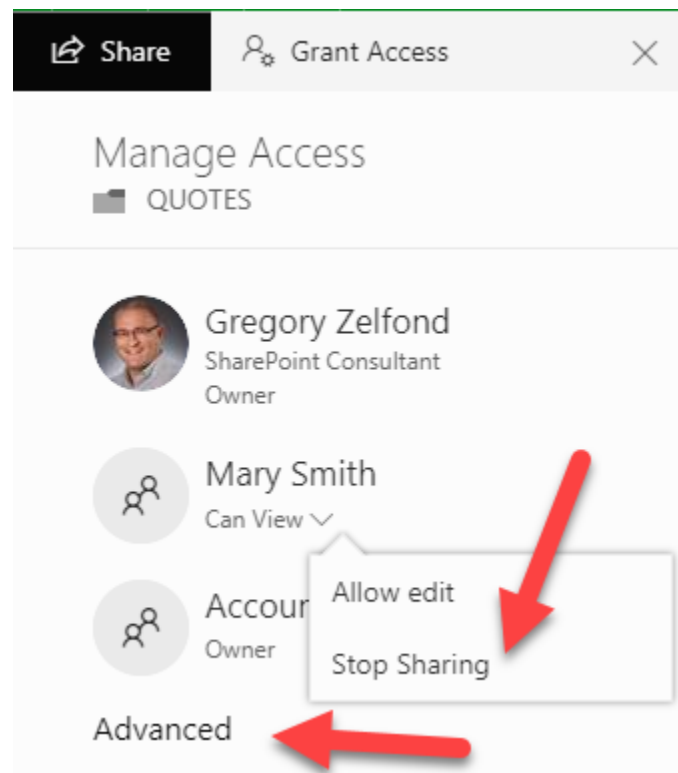 Share Grant Access
Manage Access
QUOTES
Gregory Zelfond
SharePoint Consultant
Owner
Mary Smith
Can View
Allow edit
Accour
Owner
Stop Sharing
Advanced